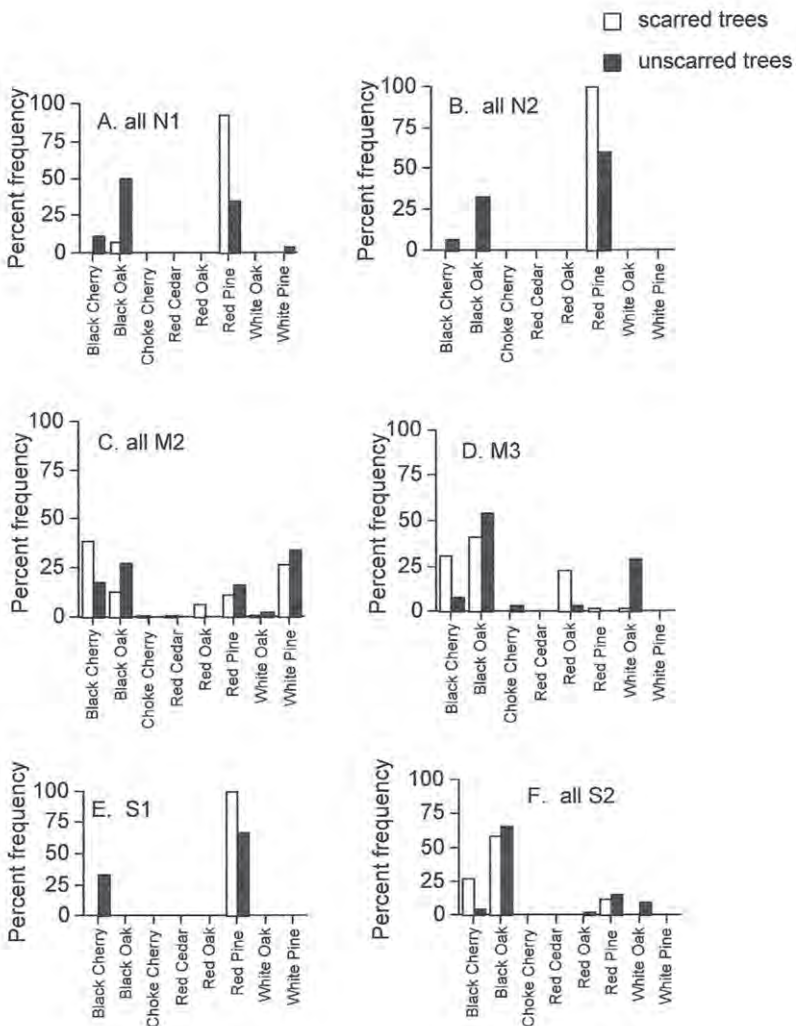 scarred trees
unscarred trees
A. all N1
Percent frequency
100
75
50
25
0
Black Cherry
Black Oak
Choke Cherry
Red Cedar
Red Oak
Red Pine
White Oak
White Pine
B. all N2
Percent frequency
100
75
50
25
0
Black Cherry
Black Oak
Choke Cherry
Red Cedar
Red Oak
Red Pine
White Oak
White Pine
C. all M2
Percent frequency
100
75
50
25
0
Black Cherry
Black Oak
Choke Cherry
Red Cedar
Red Oak
Red Pine
White Oak
White Pine
D. M3
Percent frequency
100
75
50
25
0
Black Cherry
Black Oak
Choke Cherry
Red Cedar
Red Oak
Red Pine
White Oak
White Pine
E. S1
Percent frequency
100
75
50
25
0
Black Cherry
Black Oak
Choke Cherry
Red Cedar
Red Oak
Red Pine
White Oak
White Pine
F. all S2
Percent frequency
100
75
50
25
0
Black Cherry
Black Oak
Choke Cherry
Red Cedar
Red Oak
Red Pine
White Oak
White Pine